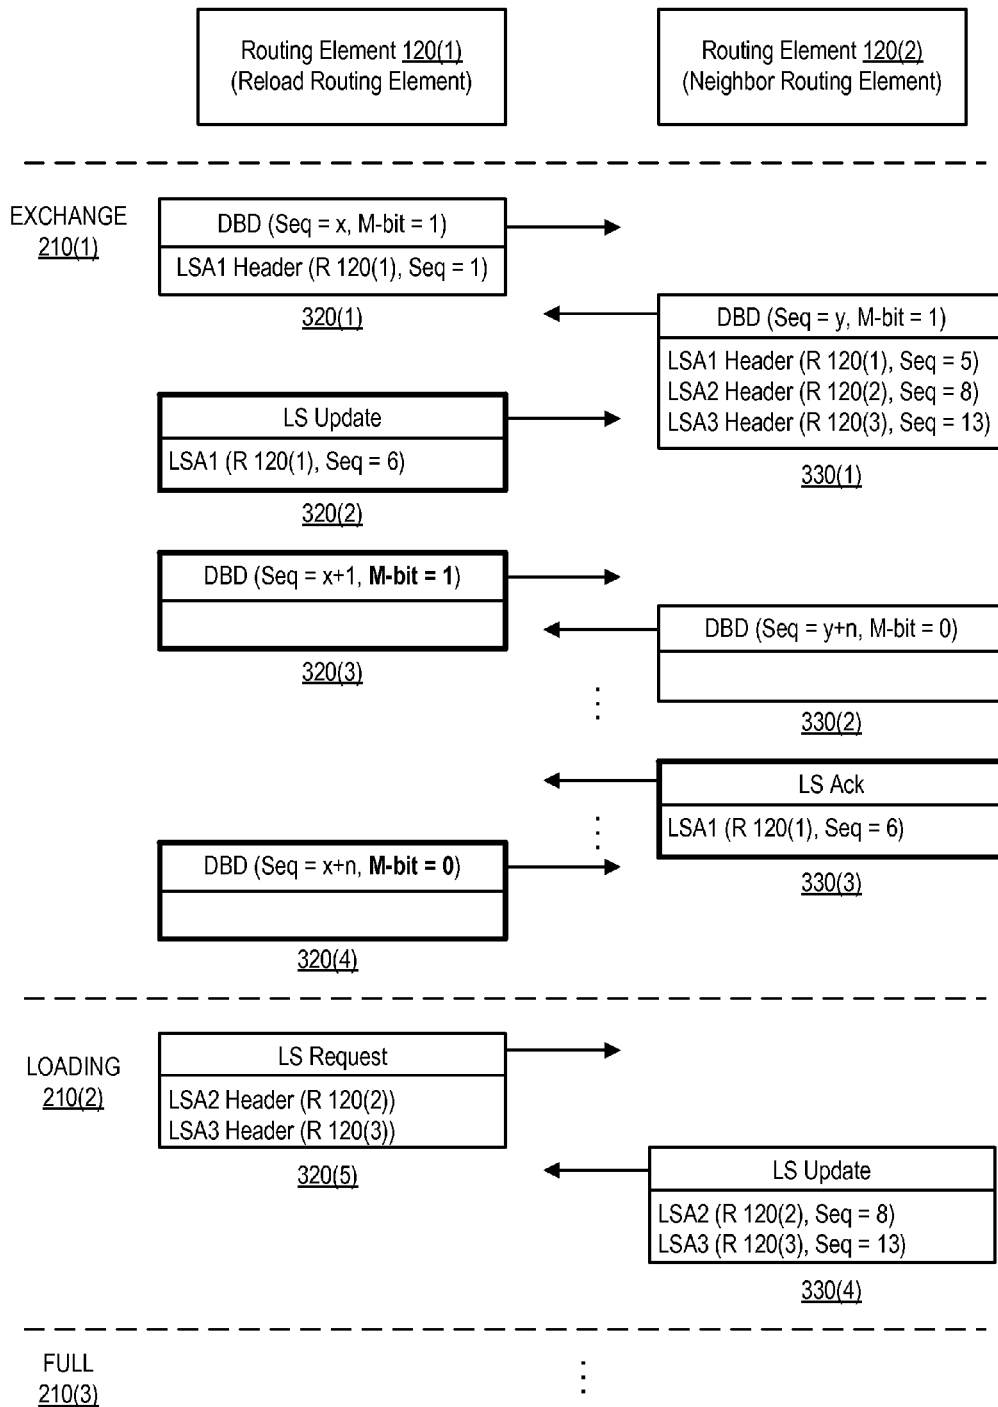 Routing Element 120(1)
(Reload Routing Element)
Routing Element 120(2)
(Neighbor Routing Element)
EXCHANGE
210(1)
DBD (Seq = x, M-bit = 1)
LSA1 Header (R 120(1), Seq = 1)
320(1)
DBD (Seq = y, M-bit = 1)
LSA1 Header (R 120(1), Seq = 5)
LSA2 Header (R 120(2), Seq = 8)
LSA3 Header (R 120(3), Seq = 13)
330(1)
LS Update
LSA1 (R 120(1), Seq = 6)
320(2)
DBD (Seq = x+1, M-bit = 1)
320(3)
DBD (Seq = y+n, M-bit = 0)
330(2)
LS Ack
LSA1 (R 120(1), Seq = 6)
330(3)
DBD (Seq = x+n, M-bit = 0)
320(4)
LOADING
210(2)
LS Request
LSA2 Header (R 120(2))
LSA3 Header (R 120(3))
320(5)
LS Update
LSA2 (R 120(2), Seq = 8)
LSA3 (R 120(3), Seq = 13)
330(4)
FULL
210(3)